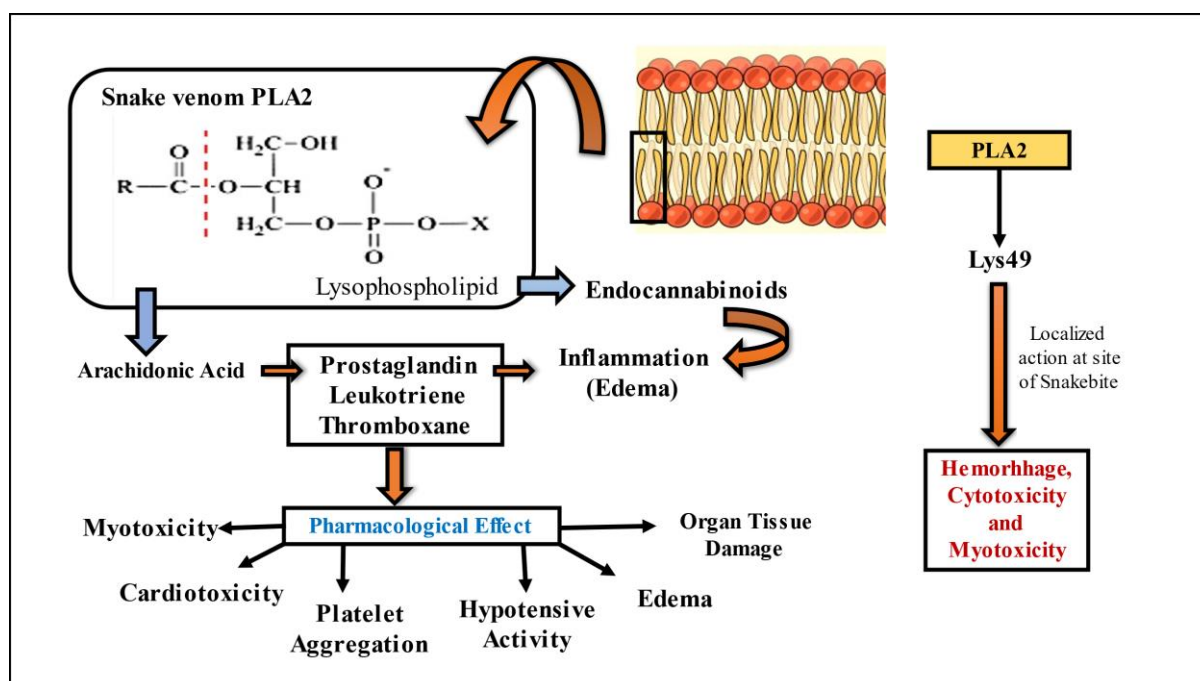 Snake venom PLA2
O
H₂C—OH
R—C—O—CH
O⁻
H₂C—O—P—O—X
O
Lysophospholipid
Endocannabinoids
Arachidonic Acid
Prostaglandin
Leukotriene
Thromboxane
Inflammation
(Edema)
Pharmacological Effect
Myotoxicity
Cardiotoxicity
Platelet
Aggregation
Hypotensive
Activity
Edema
Organ Tissue
Damage
PLA2
Lys49
Localized
action at site
of Snakebite
Hemorhhage,
Cytotoxicity
and
Myotoxicity